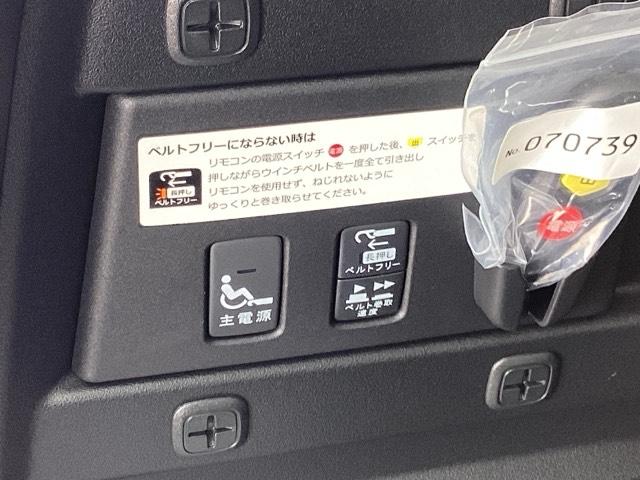 ベルトフリーにならない時は
リモコンの電源スイッチ 電源 を押した後、 出 スイッチを
押しながらウインチベルトを一度全て引き出し
リモコンを使用せず、ねじれないように
ゆっくりと巻き取らせてください。
長押し
ベルトフリー
No. 070739
出
電源
長押し
ベルトフリー
ベルト巻取
速度
主電源